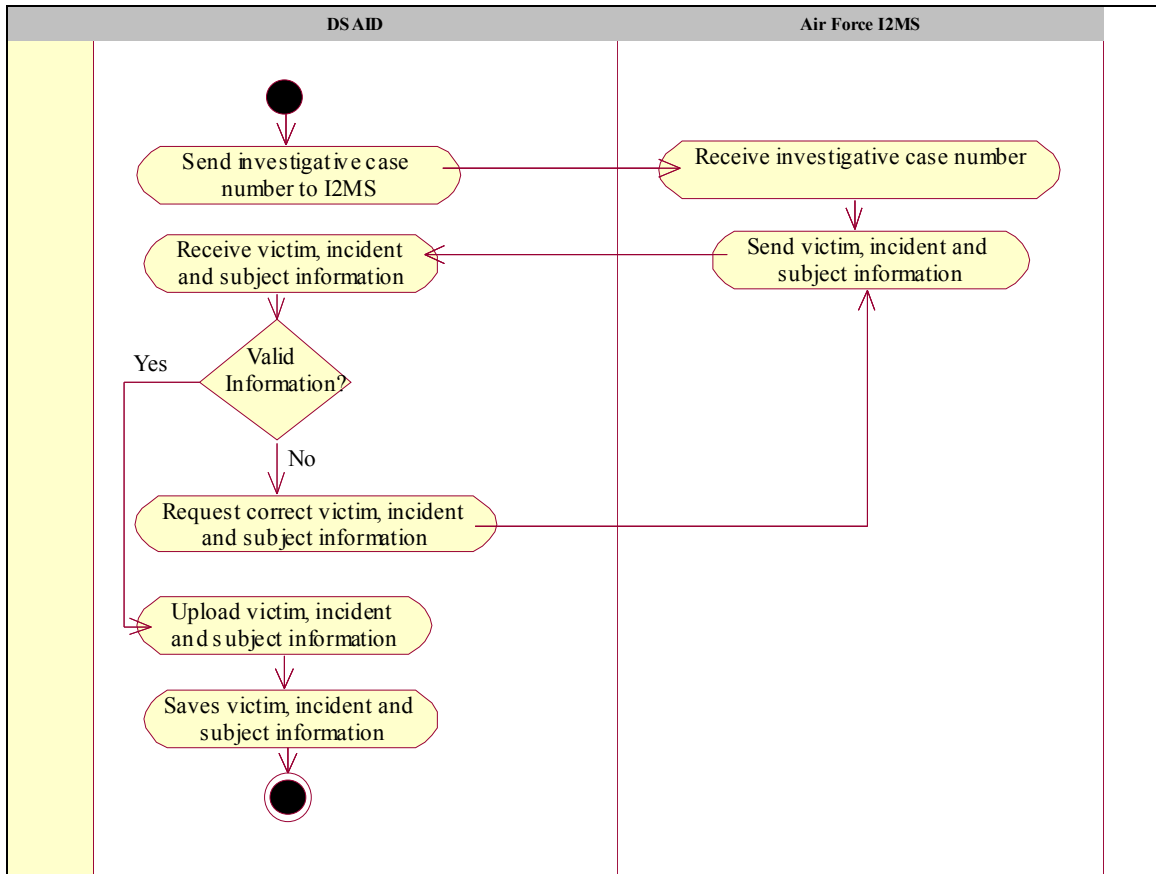 DSAID
Air Force I2MS
Send investigative case
number to I2MS
Receive investigative case number
Receive victim, incident
and subject information
Send victim, incident and
subject information
Yes
Valid
Information?
No
Request correct victim, incident
and subject information
Upload victim, incident
and subject information
Saves victim, incident and
subject information